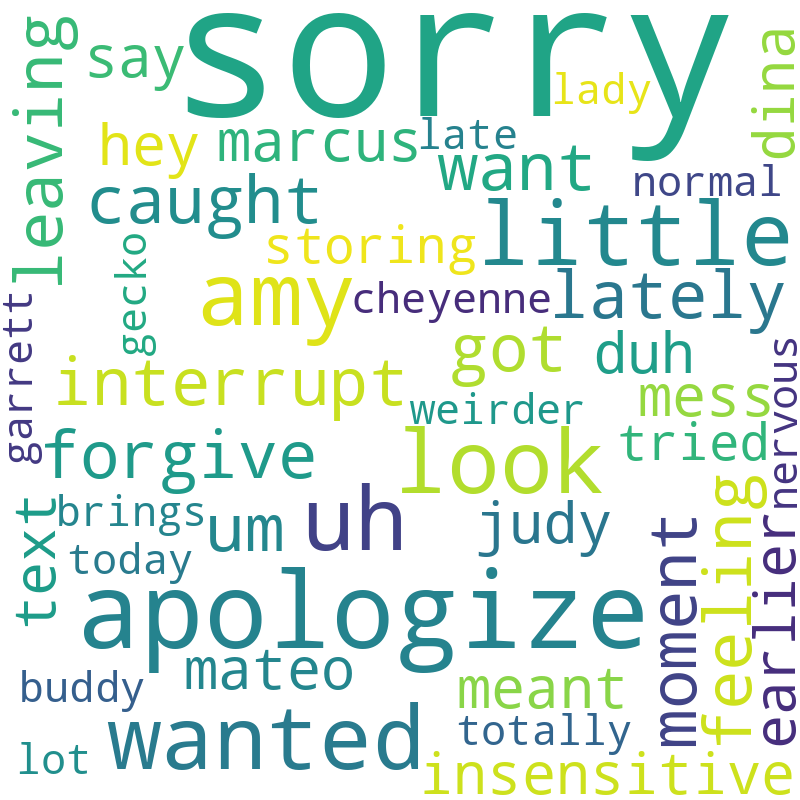 sorry
leaving
say
lady
dina
hey
marcus
late
want
normal
caught
little
storing
gecko
amy
cheyenne
lately
garrett
got
duh
nervous
interrupt
weirder
mess
forgive
look
tried
text
brings
um
uh
judy
today
moment
feeling
earlier
apologize
mateo
buddy
meant
wanted
totally
lot
insensitive